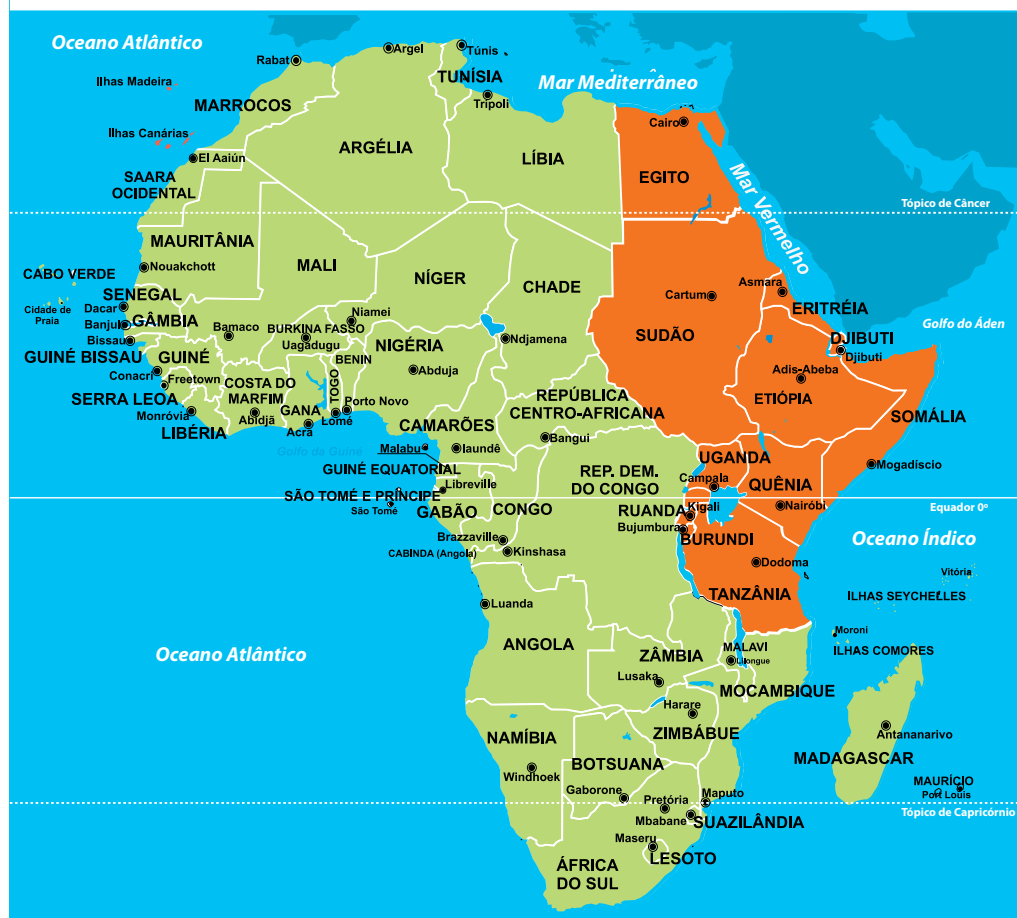 Oceano Atlântico
Argel
Túnis
Rabat
TUNÍSIA
Mar Mediterrâneo
Ilhas Madeira
MARROCOS
Trípoli
Cairo
Ilhas Canárias
ARGÉLIA
LÍBIA
El Aaiún
EGITO
Mar Vermelho
SAARA
OCIDENTAL
Tópico de Câncer
MAURITÂNIA
MALI
NÍGER
CHADE
Nouakchott
CABO VERDE
Cartum
Asmara
SENEGAL
ERITRÉIA
Cidade de
Praia
Dacar
Niamei
Banjul
GÂMBIA
Bamaco
BURKINA FASSO
SUDÃO
Golfo do Áden
Bissau
Uagadugu
NIGÉRIA
Ndjamena
DJIBUTI
Djibuti
GUINÉ BISSAU
GUINÉ
BENIN
Abduja
Adis-Abeba
Conacri
Freetown
COSTA DO
MARFIM
TOGO
REPÚBLICA
CENTRO-AFRICANA
ETIÓPIA
SERRA LEOA
Porto Novo
SOMÁLIA
Monróvia
Abidjã
GANA
Lomé
LIBÉRIA
Acra
CAMARÕES
Bangui
Golfo da Guiné
Malabu
Iaundê
UGANDA
Mogadíscio
GUINÉ EQUATORIAL
REP. DEM.
DO CONGO
Campala
QUÊNIA
Libreville
SÃO TOMÉ E PRÍNCIPE
São Tomé
GABÃO
CONGO
RUANDA
Kigali
Nairóbi
Equador 0º
Bujumbura
BURUNDI
Brazzaville
CABINDA (Angola)
Kinshasa
Oceano Índico
Dodoma
Vitória
TANZÂNIA
ILHAS SEYCHELLES
Luanda
Moroni
ANGOLA
MALAVI
ILHAS COMORES
Oceano Atlântico
ZÂMBIA
Lilongue
Lusaka
MOCAMBIQUE
Harare
ZIMBÁBUE
Antananarivo
NAMÍBIA
BOTSUANA
MADAGASCAR
Windhoek
MAURÍCIO
Gaborone
Pretória
Maputo
Port Louis
Mbabane
SUAZILÂNDIA
Tópico de Capricórnio
Maseru
LESOTO
ÁFRICA
DO SUL